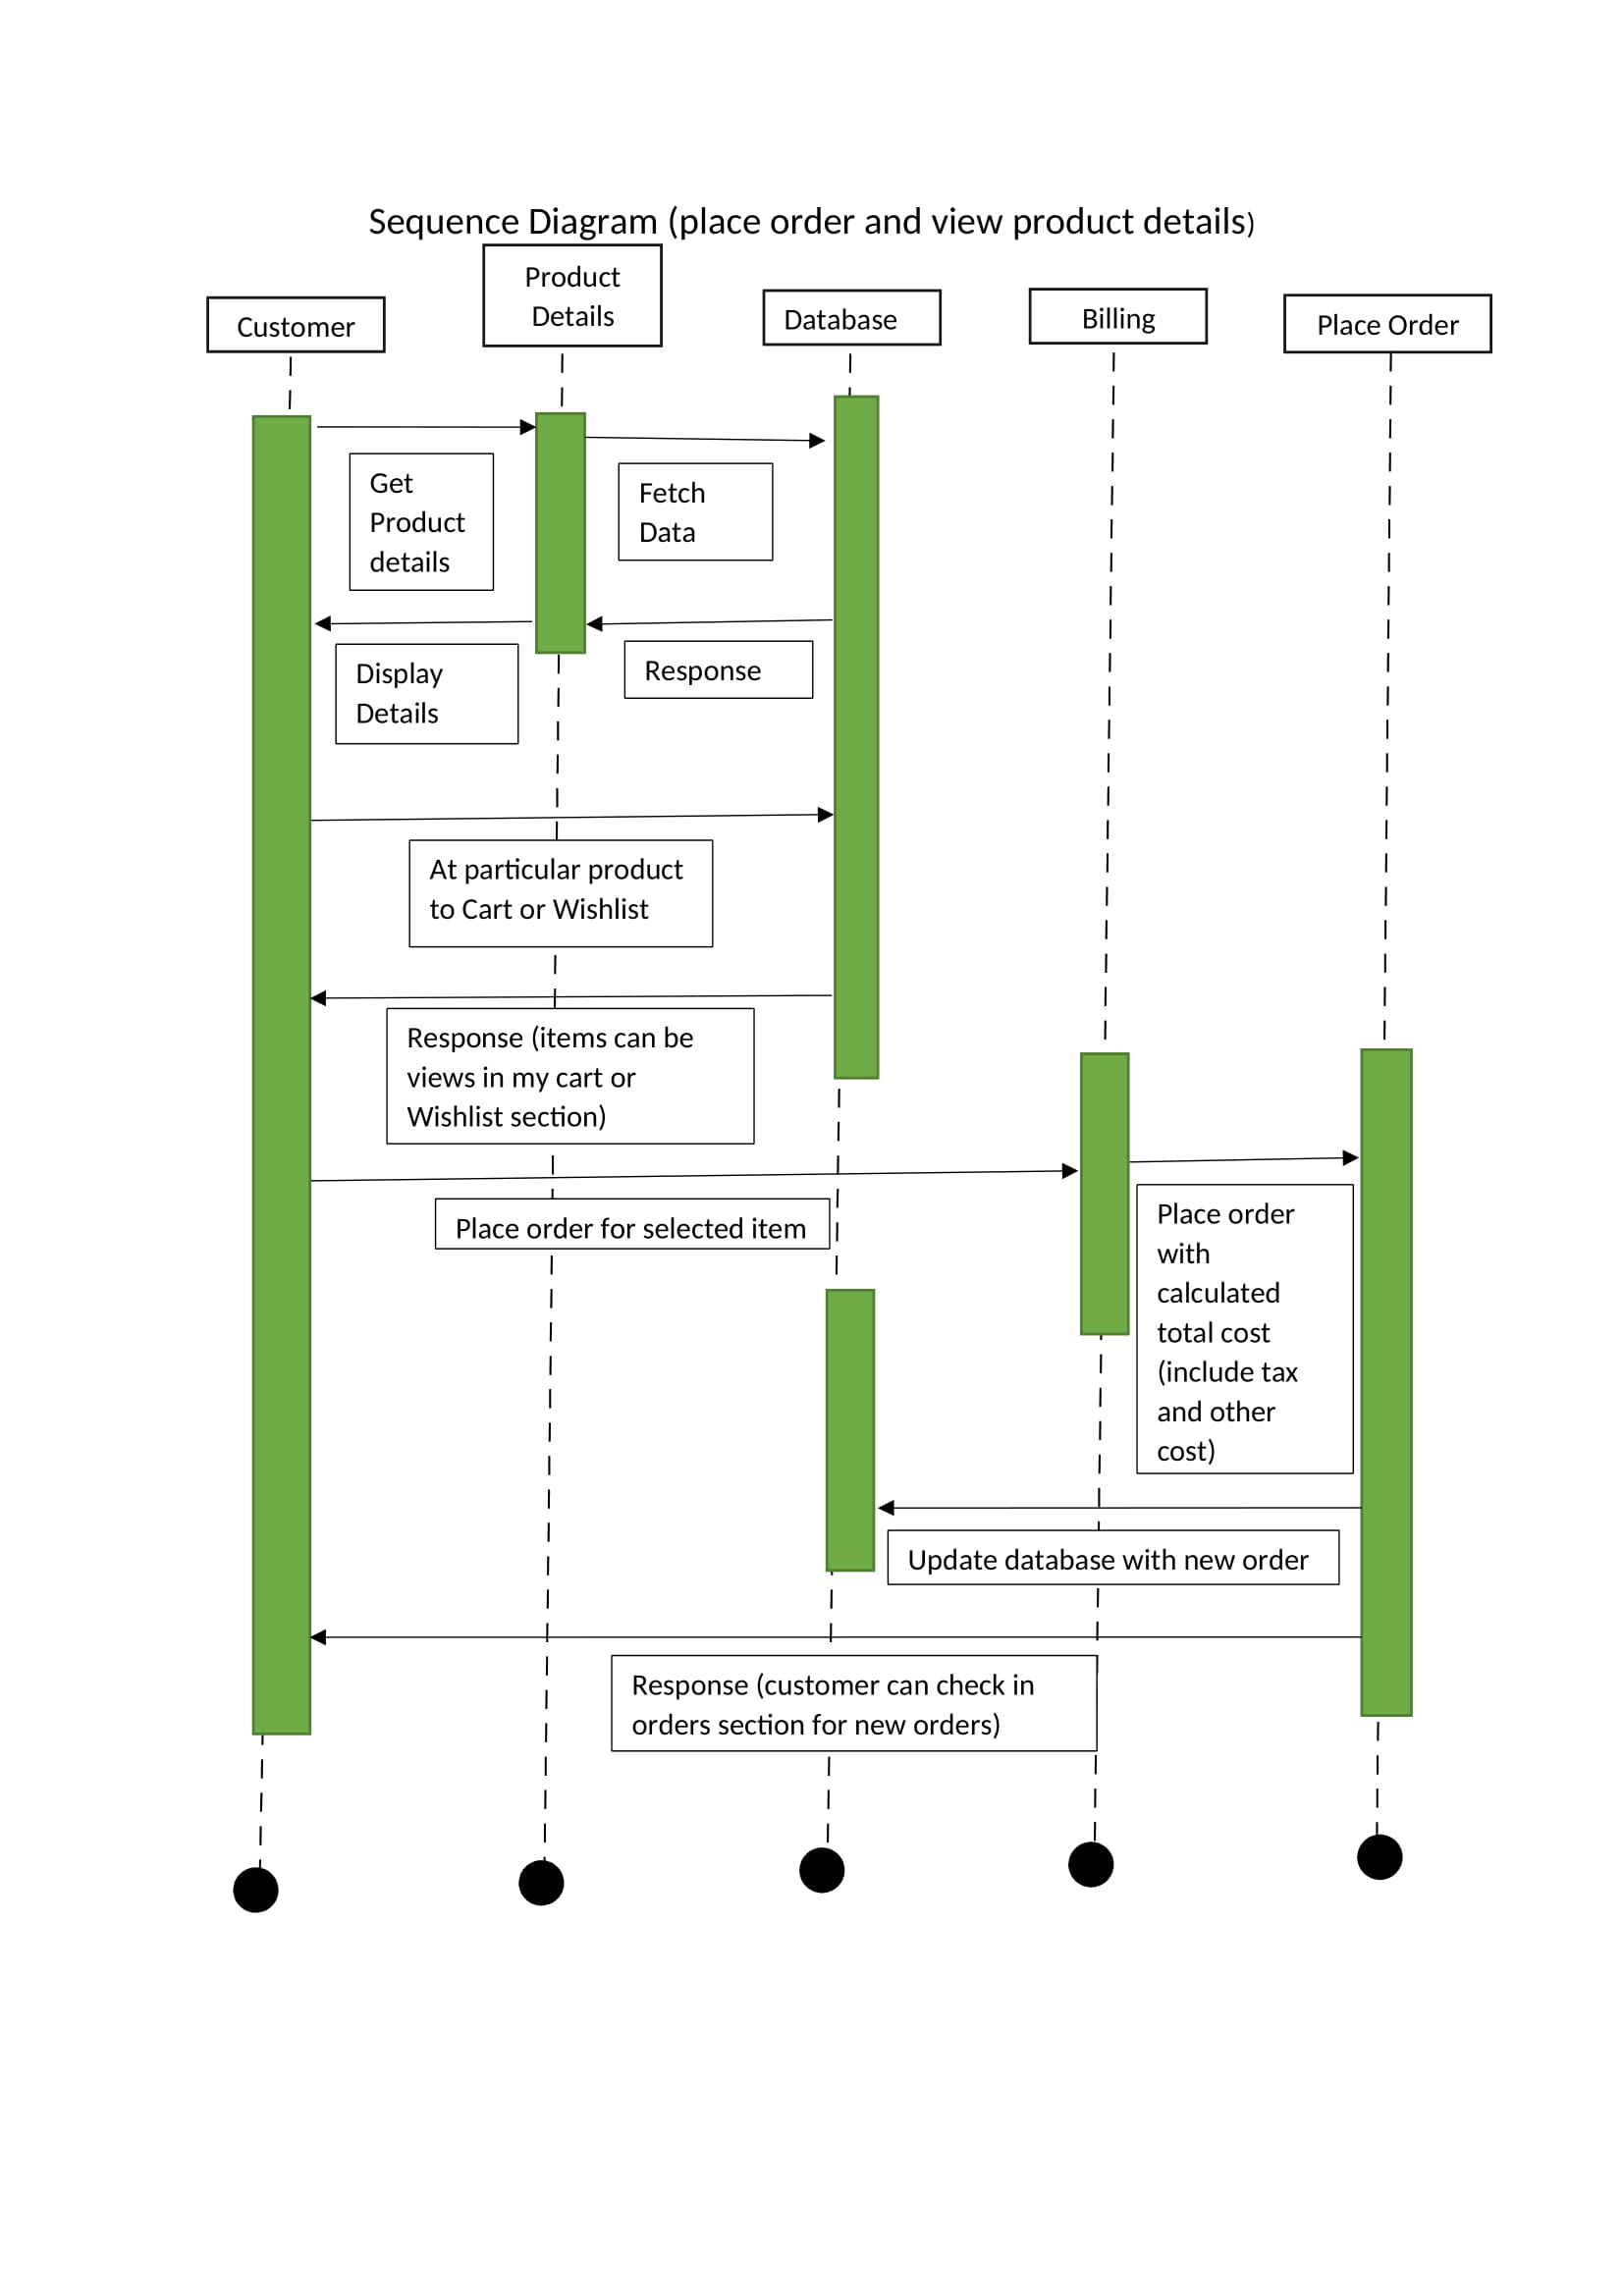 Sequence Diagram (place order and view product details)
Product
Details
Customer
Database
Billing
Place Order
Get
Product
details
Fetch
Data
Display
Details
Response
At particular product
to Cart or Wishlist
Response (items can be
views in my cart or
Wishlist section)
Place order for selected item
Place order
with
calculated
total cost
(include tax
and other
cost)
Update database with new order
Response (customer can check in
orders section for new orders)